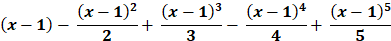 (x − 1) − (x − 1)²/2 + (x − 1)³/3 − (x − 1)⁴/4 + (x − 1)⁵/5